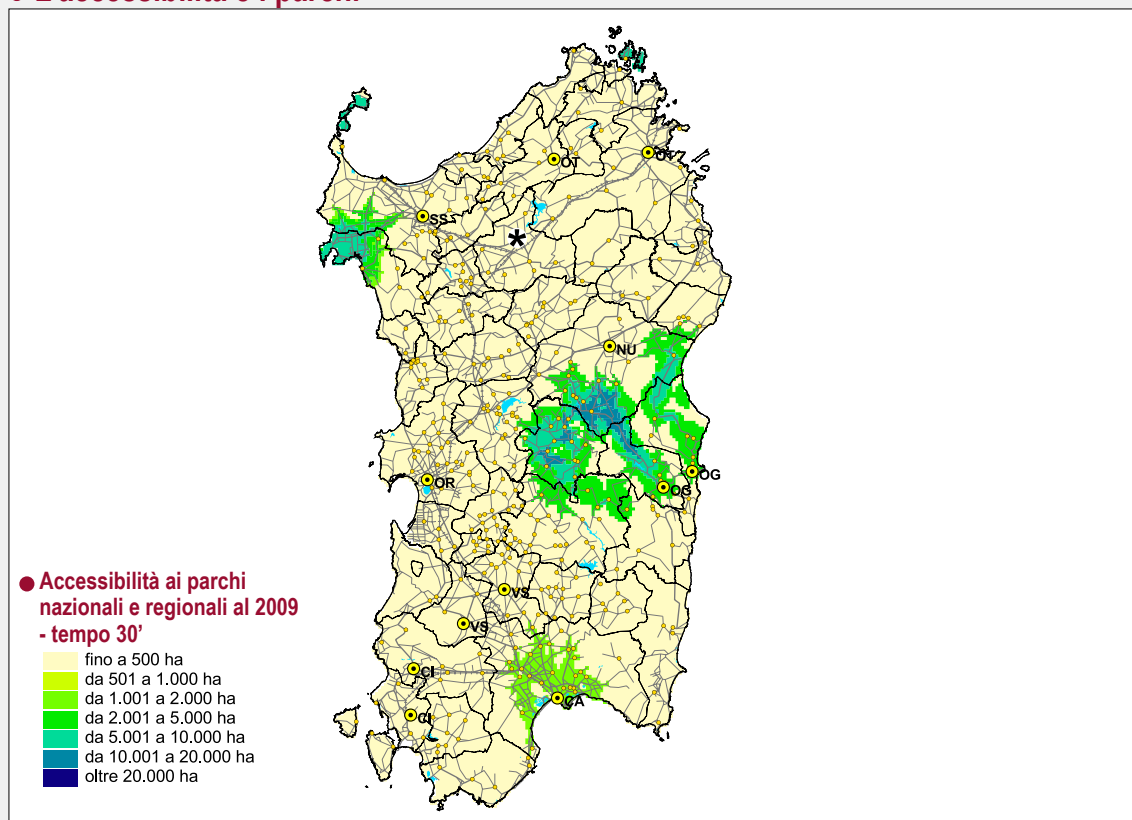 OT
OT
SS
*
NU
OG
OG
OR
VS
VS
CI
CI
CA
● Accessibilità ai parchi
nazionali e regionali al 2009
- tempo 30’
fino a 500 ha
da 501 a 1.000 ha
da 1.001 a 2.000 ha
da 2.001 a 5.000 ha
da 5.001 a 10.000 ha
da 10.001 a 20.000 ha
oltre 20.000 ha